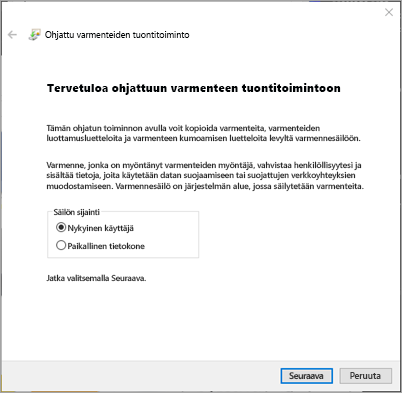 Ohjattu varmenteiden tuontitoiminto
Tervetuloa ohjattuun varmenteen tuontitoimintoon
Tämän ohjatun toiminnon avulla voit kopioida varmenteita, varmenteiden
luottamusluetteloita ja varmenteen kumoamisen luetteloita levyltä varmennesäilöön.
Varmenne, jonka on myöntänyt varmenteiden myöntäjä, vahvistaa henkilöllisyytesi ja
sisältää tietoja, joita käytetään datan suojaamiseen tai suojattujen verkkoyhteyksien
muodostamiseen. Varmennesäilö on järjestelmän alue, jossa säilytetään varmenteita.
Säilön sijainti
Nykyinen käyttäjä
Paikallinen tietokone
Jatka valitsemalla Seuraava.
Seuraava
Peruuta